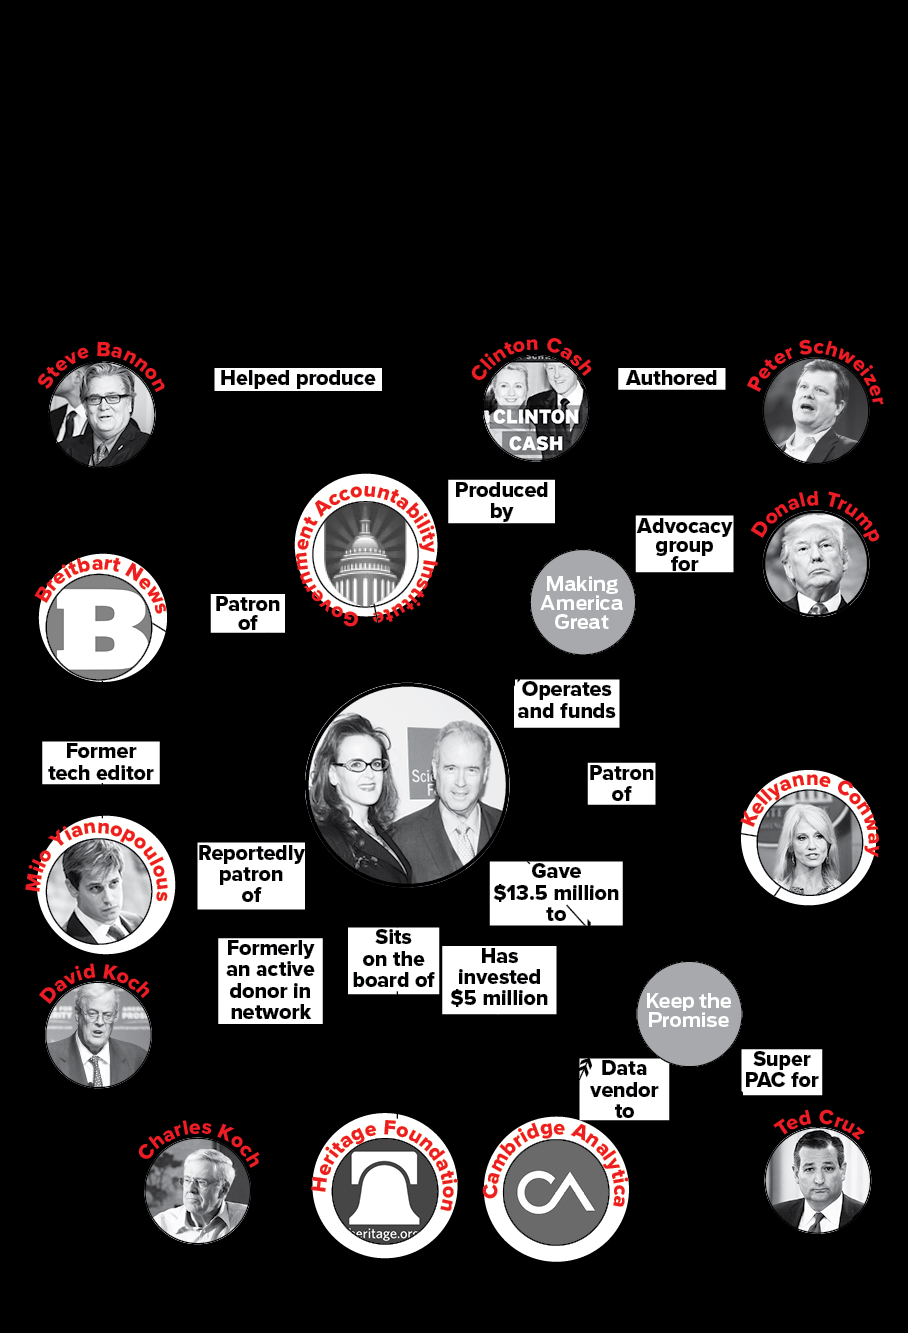 Steve Bannon
Helped produce
Clinton Cash
CLINTON
CASH
Authored
Peter Schweizer
Government Accountability Institute
Produced
by
Advocacy
group
for
Donald Trump
Breitbart News
B
Patron
of
Making
America
Great
Operates
and funds
Former
tech editor
Patron
of
Kellyanne Conway
Milo Yiannopoulous
Reportedly
patron
of
Gave
$13.5 million
to
Formerly
an active
donor in
network
Sits
on the
board of
Has
invested
$5 million
David Koch
Keep the
Promise
Data
vendor
to
Super
PAC for
Charles Koch
Heritage Foundation
heritage.org
Cambridge Analytica
CA
Ted Cruz